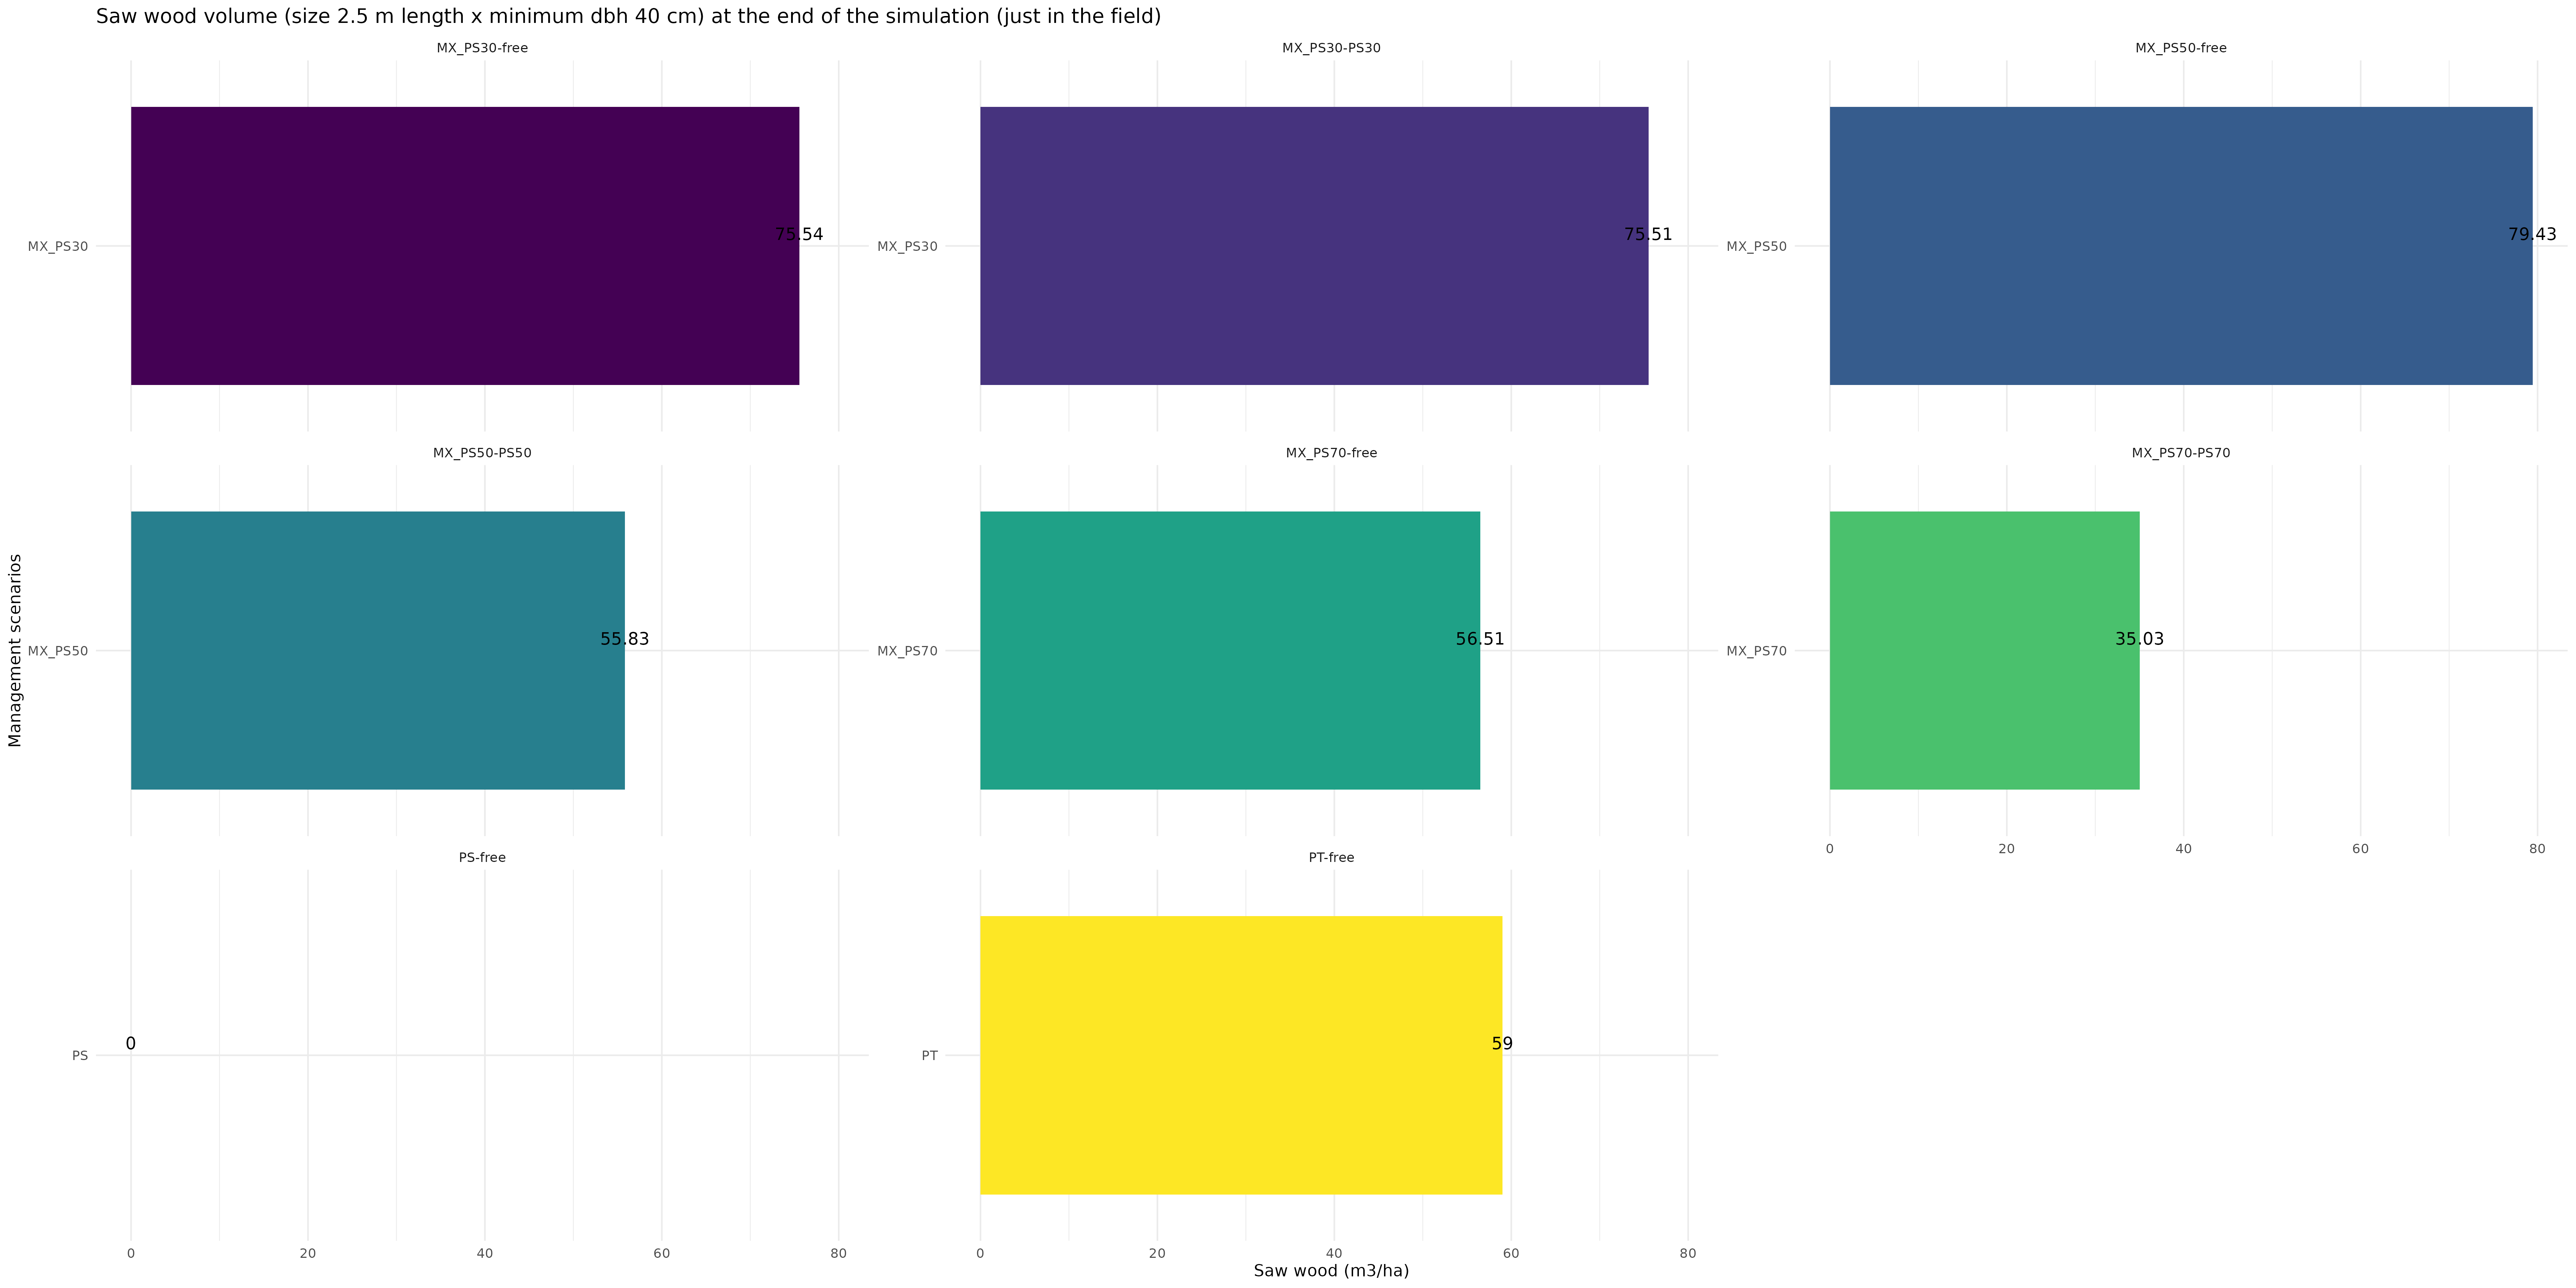 Saw wood volume (size 2.5 m length x minimum dbh 40 cm) at the end of the simulation (just in the field)
MX_PS30-free
MX_PS30-PS30
MX_PS50-free
MX_PS30
75.54
MX_PS30
75.51
MX_PS50
79.43
MX_PS50-PS50
MX_PS70-free
MX_PS70-PS70
Management scenarios
MX_PS50
55.83
MX_PS70
56.51
MX_PS70
35.03
0 20 40 60 80
PS-free
PT-free
PS
0
PT
59
0 20 40 60 80
0 20 40 60 80
Saw wood (m3/ha)